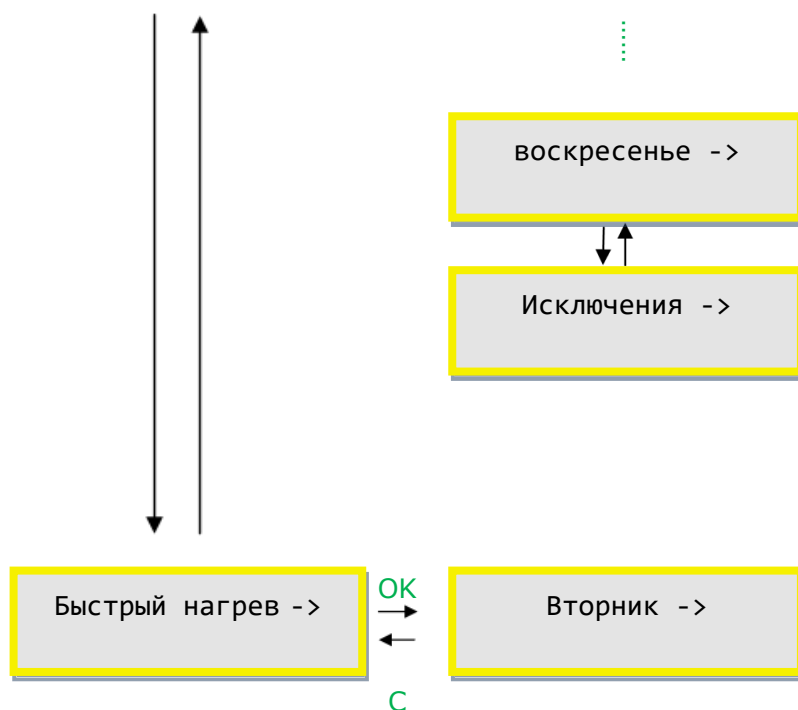 воскресенье ->
Исключения ->
Быстрый нагрев ->
OK
Вторник ->
C